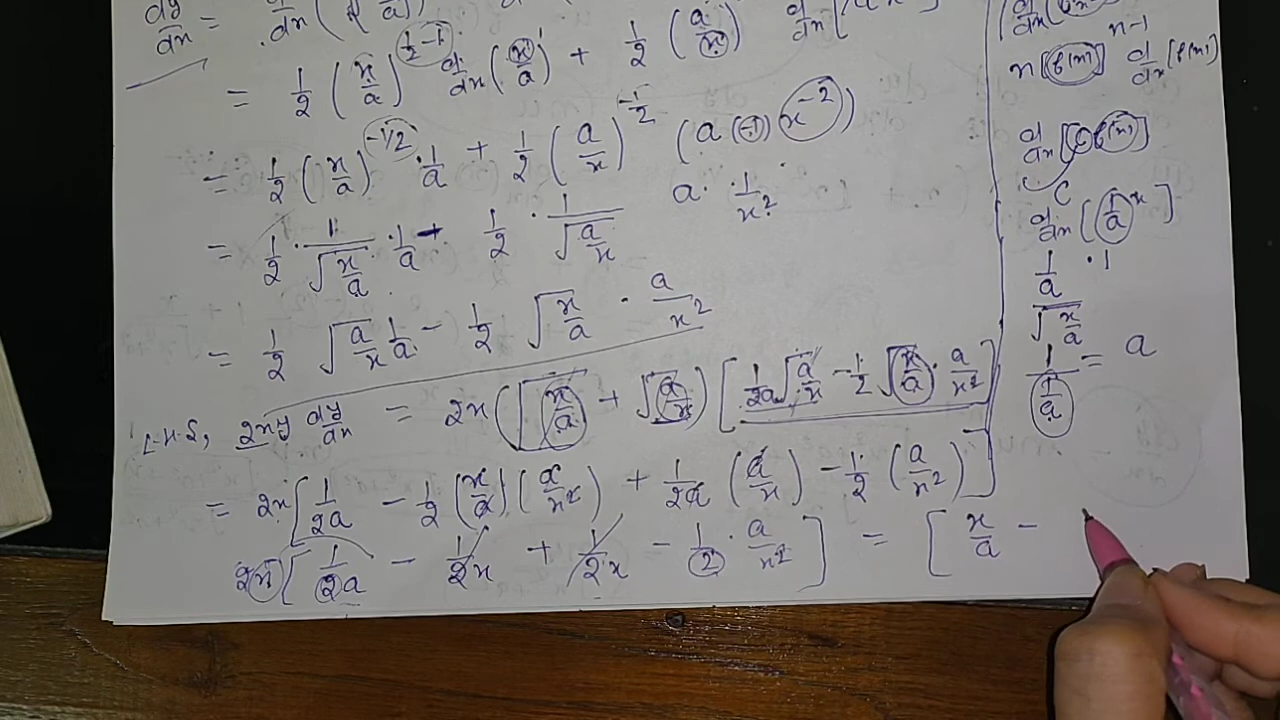 dy/dx = d/dx (√(x/a))
= 1/2 (x/a)^(1/2 - 1) d/dx (x/a) + 1/2 (a/x) d/dx [
= 1/2 (x/a)^(-1/2) · 1/a + 1/2 (a/x)^(-1/2) (a(-1) x^(-2))
= 1/2 · 1/√(x/a) · 1/a - 1/2 · 1/√(a/x) a · 1/x²
= 1/2 √(a/x) 1/a - 1/2 √(x/a) · a/x²
L.H.S, 2xy dy/dx = 2x (√(x/a) + √(a/x)) [1/2a √(a/x) - 1/2 √(x/a) · a/x²]
= 2x [1/2a - 1/2 (x/a) (a/x²) + 1/2a (a/x) - 1/2 (a/x²)]
2x [1/2a - 1/2x + 1/2x - 1/2 · a/x²] = [x/a -
n-1
n [f(x)] d/dx [f(x)]
d/dx [c f(x)]
c
d/dx [(1/a) x]
1/a · 1
√(x/a)
1/(1/a) = a